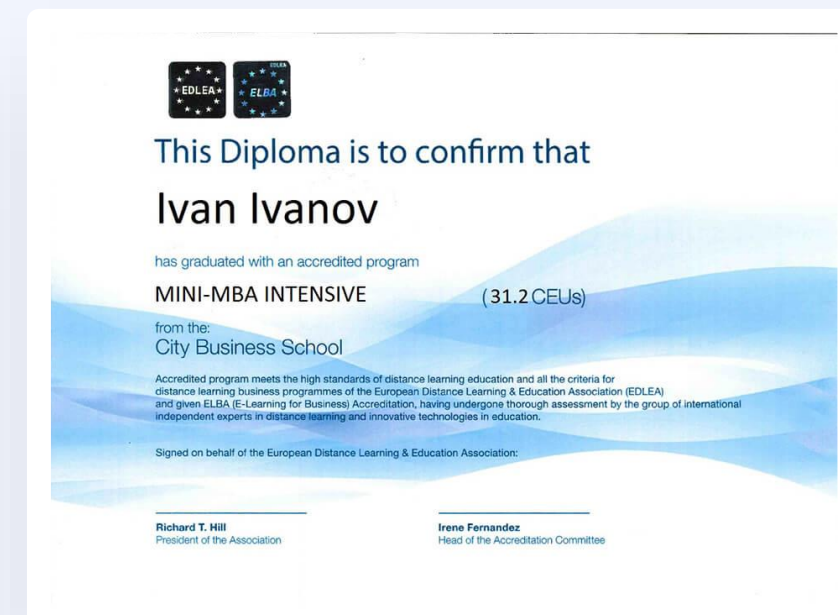 EDLEA
EDLEA
ELBA
This Diploma is to confirm that
Ivan Ivanov
has graduated with an accredited program
MINI-MBA INTENSIVE (31.2 CEUs)
from the:
City Business School
Accredited program meets the high standards of distance learning education and all the criteria for
distance learning business programmes of the European Distance Learning & Education Association (EDLEA)
and given ELBA (E-Learning for Business) Accreditation, having undergone thorough assessment by the group of international
independent experts in distance learning and innovative technologies in education.
Signed on behalf of the European Distance Learning & Education Association:
Richard T. Hill
President of the Association
Irene Fernandez
Head of the Accreditation Committee